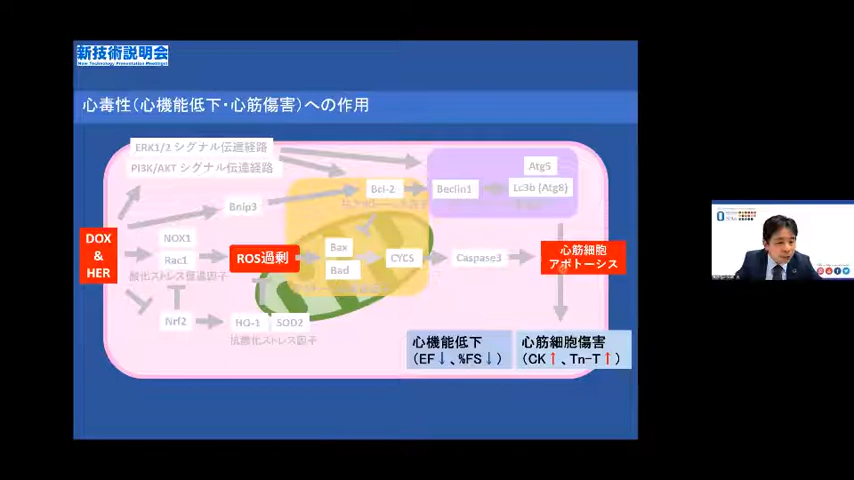 新技術説明会
New Technology Presentation Meetings!
心毒性(心機能低下・心筋傷害)への作用
ERK1/2 シグナル伝達経路
PI3K/AKT シグナル伝達経路
Atg5
Bcl-2
Beclin1
Lc3b (Atg8)
Bnip3
DOX
&
HER
NOX1
Rac1
酸化ストレス促進因子
ROS過剰
Bax
Bad
CYCS
Caspase3
心筋細胞
アポトーシス
Nrf2
HO-1
SOD2
抗酸化ストレス因子
心機能低下
(EF↓、%FS↓)
心筋細胞傷害
(CK↑、Tn-T↑)